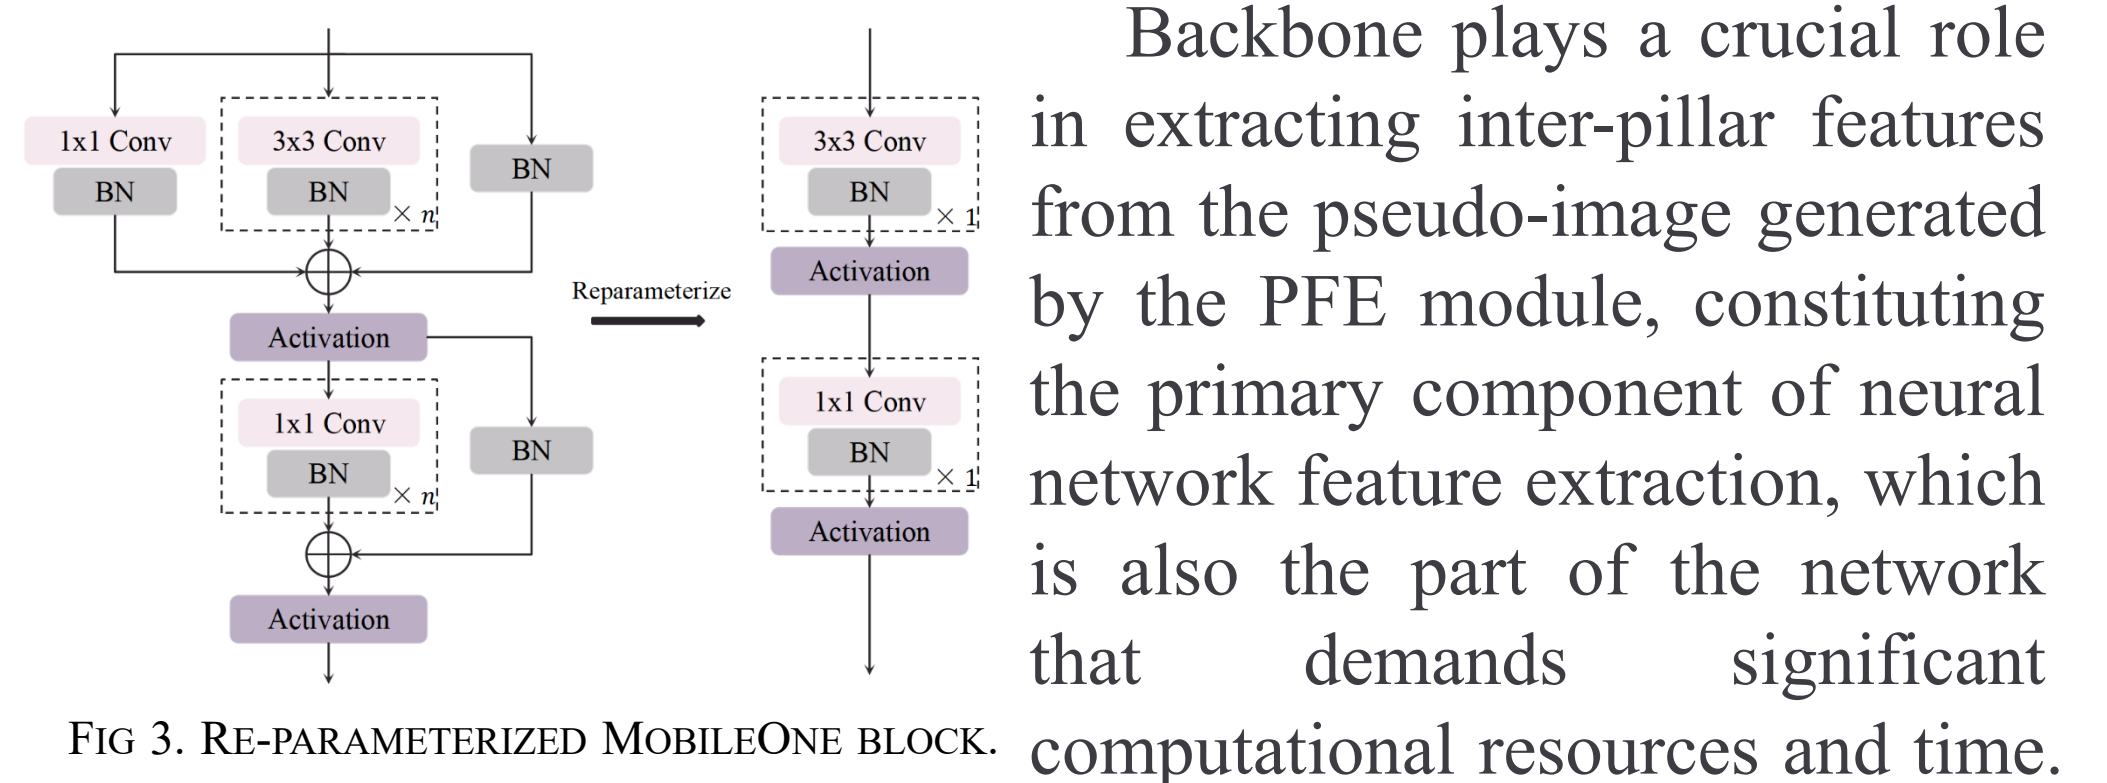 1x1 Conv
BN
3x3 Conv
BN
× n
BN
Activation
1x1 Conv
BN
× n
BN
Activation
Reparameterize
3x3 Conv
BN
× 1
Activation
1x1 Conv
BN
× 1
Activation
FIG 3. RE-PARAMETERIZED MOBILEONE BLOCK.
Backbone plays a crucial role
in extracting inter-pillar features
from the pseudo-image generated
by the PFE module, constituting
the primary component of neural
network feature extraction, which
is also the part of the network
that demands significant
computational resources and time.